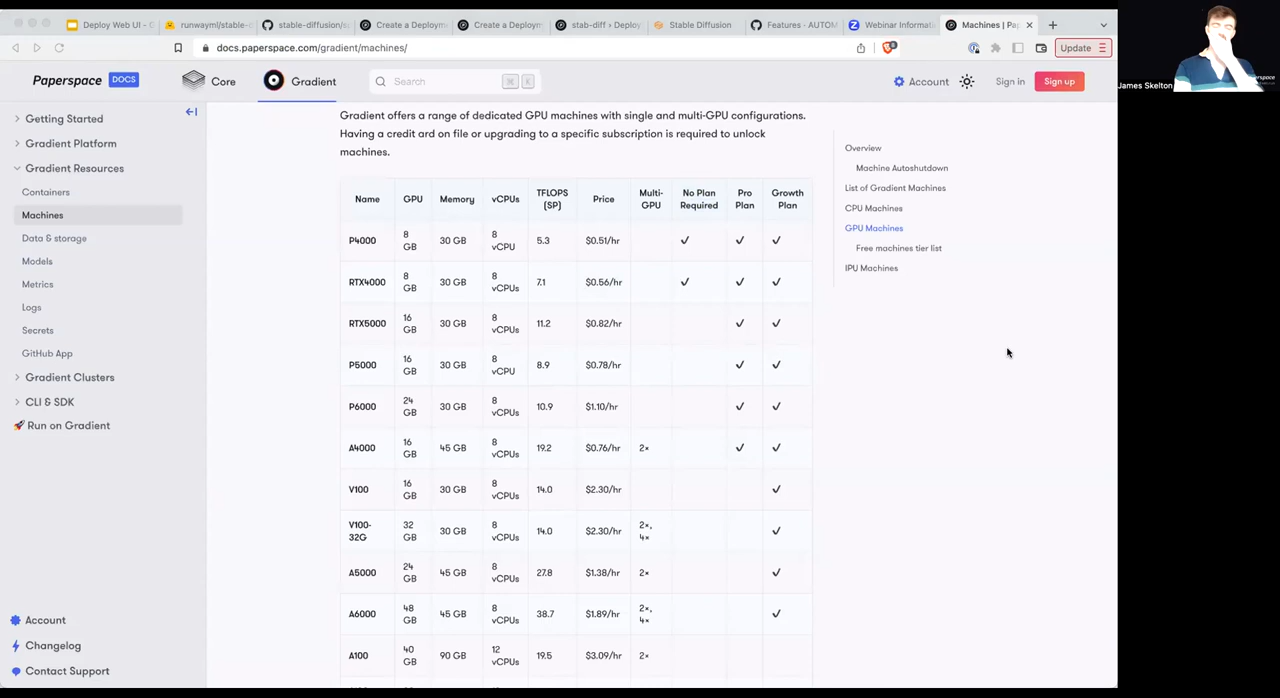 Deploy Web UI - G
runwayml/stable-d
stable-diffusion/s
Create a Deploym
Create a Deploym
stab-diff › Deploy
Stable Diffusion
Features - AUTOM
Webinar Informati
Machines | Pa
docs.paperspace.com/gradient/machines/
Update
James Skelton
Paperspace DOCS
Core
Gradient
Search
⌘ K
Account
Sign in
Sign up
Getting Started
Gradient Platform
Gradient Resources
Containers
Machines
Data & storage
Models
Metrics
Logs
Secrets
GitHub App
Gradient Clusters
CLI & SDK
🚀 Run on Gradient
Account
Changelog
Contact Support
Gradient offers a range of dedicated GPU machines with single and multi-GPU configurations.
Having a credit ard on file or upgrading to a specific subscription is required to unlock
machines.
Name GPU Memory vCPUs TFLOPS (SP) Price Multi-GPU No Plan Required Pro Plan Growth Plan
P4000 8 GB 30 GB 8 vCPU 5.3 $0.51/hr ✓ ✓ ✓
RTX4000 8 GB 30 GB 8 vCPUs 7.1 $0.56/hr ✓ ✓ ✓
RTX5000 16 GB 30 GB 8 vCPUs 11.2 $0.82/hr ✓ ✓
P5000 16 GB 30 GB 8 vCPU 8.9 $0.78/hr ✓ ✓
P6000 24 GB 30 GB 8 vCPUs 10.9 $1.10/hr ✓ ✓
A4000 16 GB 45 GB 8 vCPUs 19.2 $0.76/hr 2× ✓ ✓
V100 16 GB 30 GB 8 vCPUs 14.0 $2.30/hr ✓
V100-32G 32 GB 30 GB 8 vCPUs 14.0 $2.30/hr 2×, 4× ✓
A5000 24 GB 45 GB 8 vCPUs 27.8 $1.38/hr 2× ✓
A6000 48 GB 45 GB 8 vCPUs 38.7 $1.89/hr 2×, 4× ✓
A100 40 GB 90 GB 12 vCPUs 19.5 $3.09/hr 2×
Overview
Machine Autoshutdown
List of Gradient Machines
CPU Machines
GPU Machines
Free machines tier list
IPU Machines